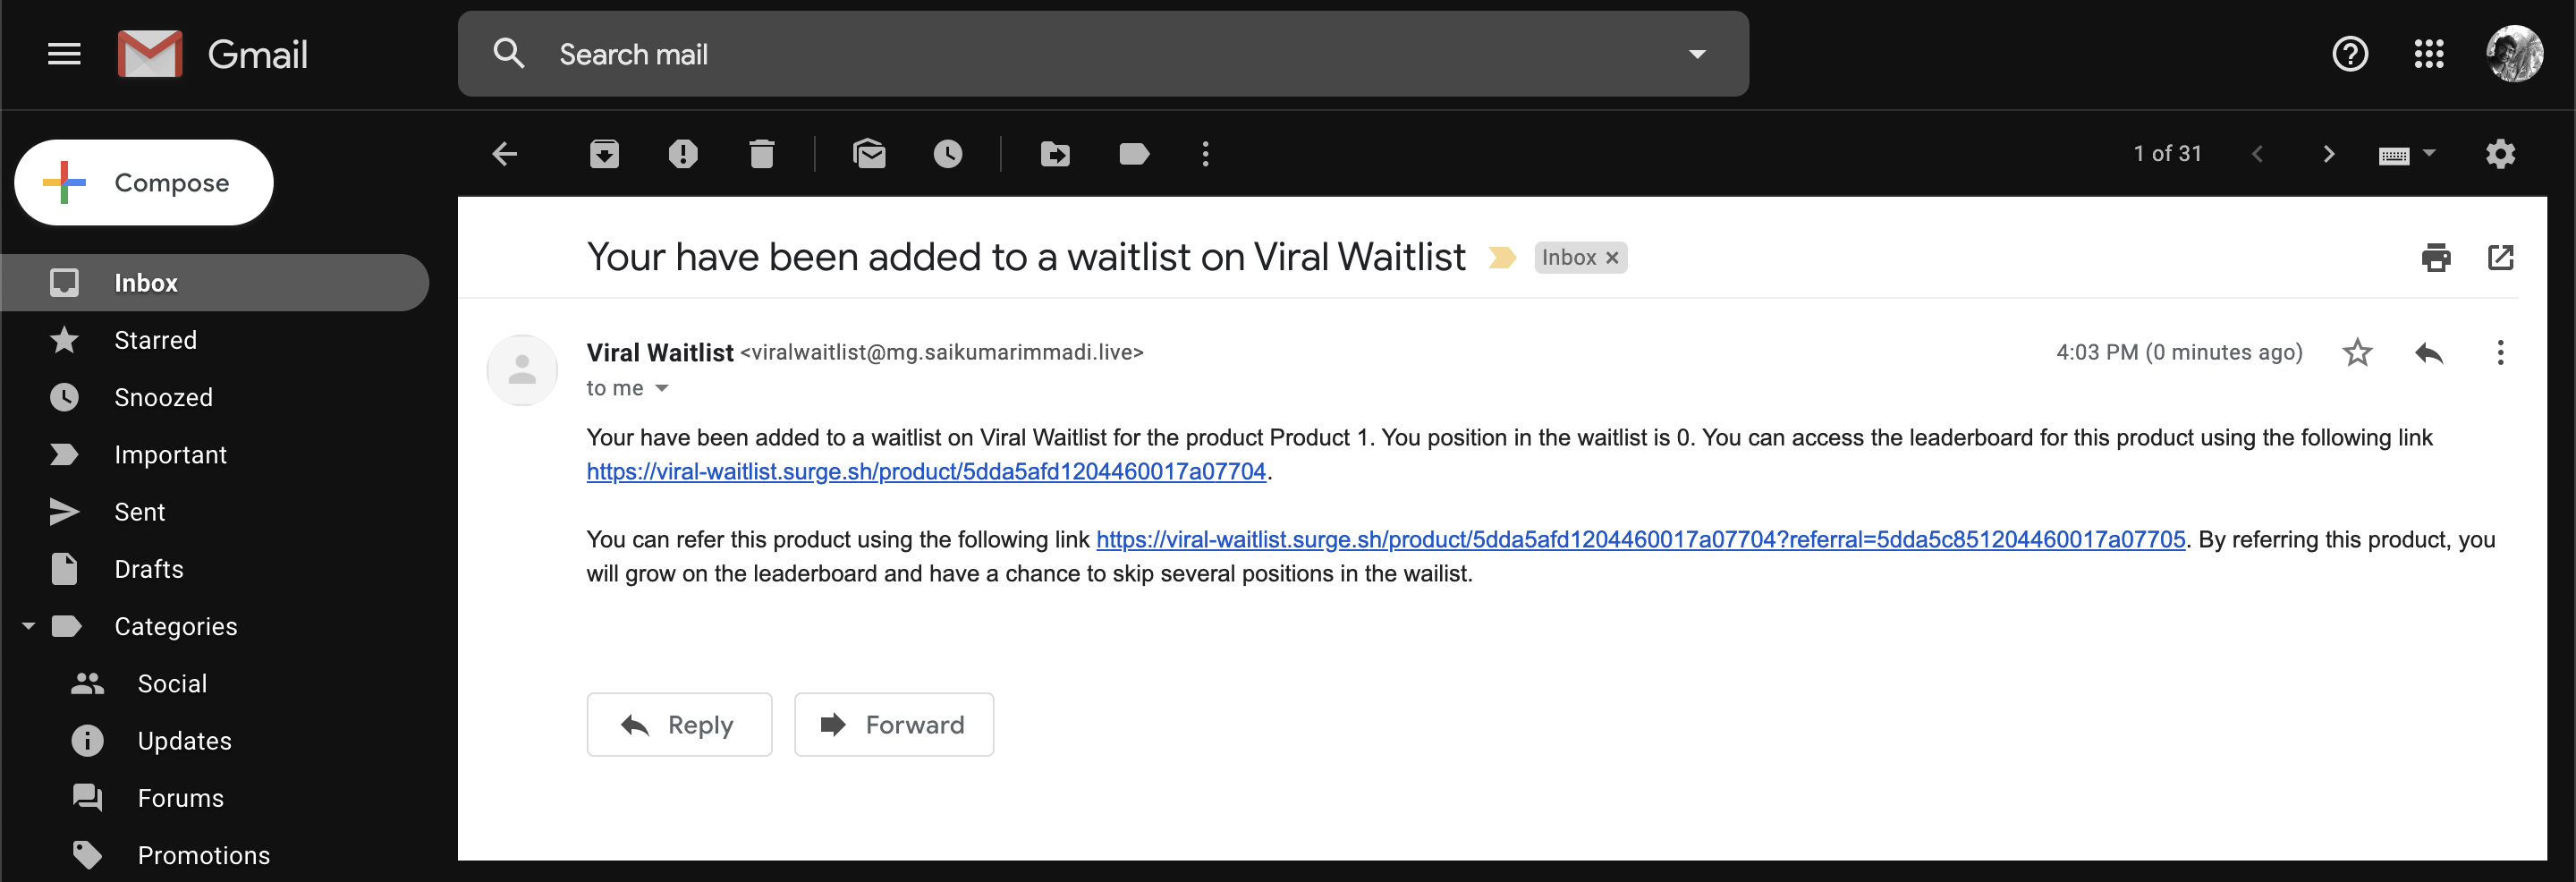 Gmail
Search mail
Compose
1 of 31
Inbox
Starred
Snoozed
Important
Sent
Drafts
Categories
Social
Updates
Forums
Promotions
Your have been added to a waitlist on Viral Waitlist
Inbox ×
Viral Waitlist <viralwaitlist@mg.saikumarimmadi.live>
4:03 PM (0 minutes ago)
to me
Your have been added to a waitlist on Viral Waitlist for the product Product 1. You position in the waitlist is 0. You can access the leaderboard for this product using the following link
https://viral-waitlist.surge.sh/product/5dda5afd1204460017a07704.
You can refer this product using the following link https://viral-waitlist.surge.sh/product/5dda5afd1204460017a07704?referral=5dda5c851204460017a07705. By referring this product, you
will grow on the leaderboard and have a chance to skip several positions in the wailist.
Reply
Forward